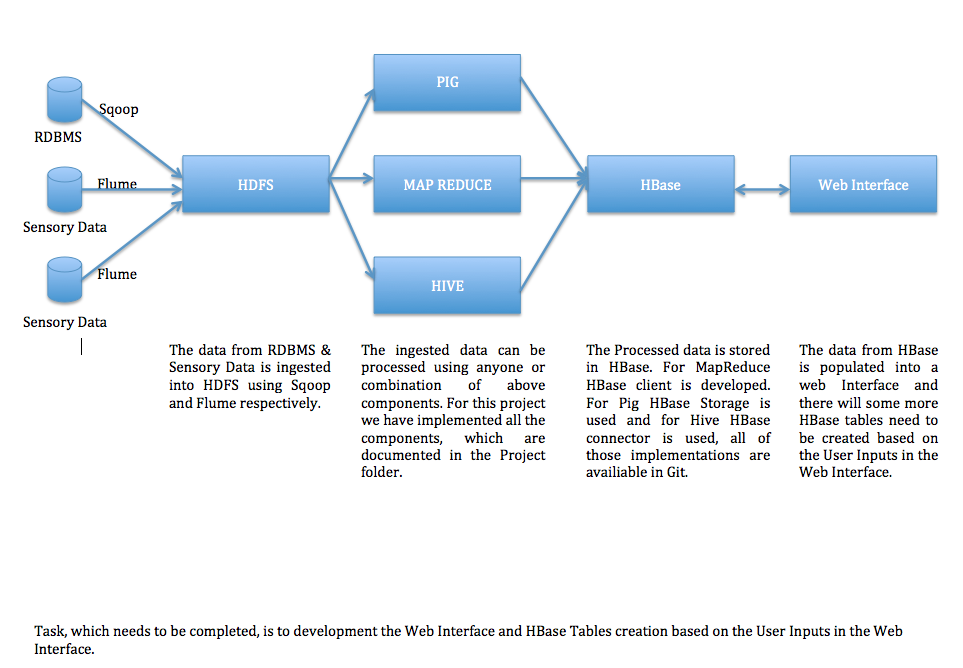 PIG
Sqoop
RDBMS
Flume
HDFS
MAP REDUCE
HBase
Web Interface
Sensory Data
Flume
HIVE
Sensory Data
The data from RDBMS &
Sensory Data is ingested
into HDFS using Sqoop
and Flume respectively.
The ingested data can be
processed using anyone or
combination of above
components. For this project
we have implemented all the
components, which are
documented in the Project
folder.
The Processed data is stored
in HBase. For MapReduce
HBase client is developed.
For Pig HBase Storage is
used and for Hive HBase
connector is used, all of
those implementations are
availiable in Git.
The data from HBase
is populated into a
web Interface and
there will some more
HBase tables need to
be created based on
the User Inputs in the
Web Interface.
Task, which needs to be completed, is to development the Web Interface and HBase Tables creation based on the User Inputs in the Web
Interface.